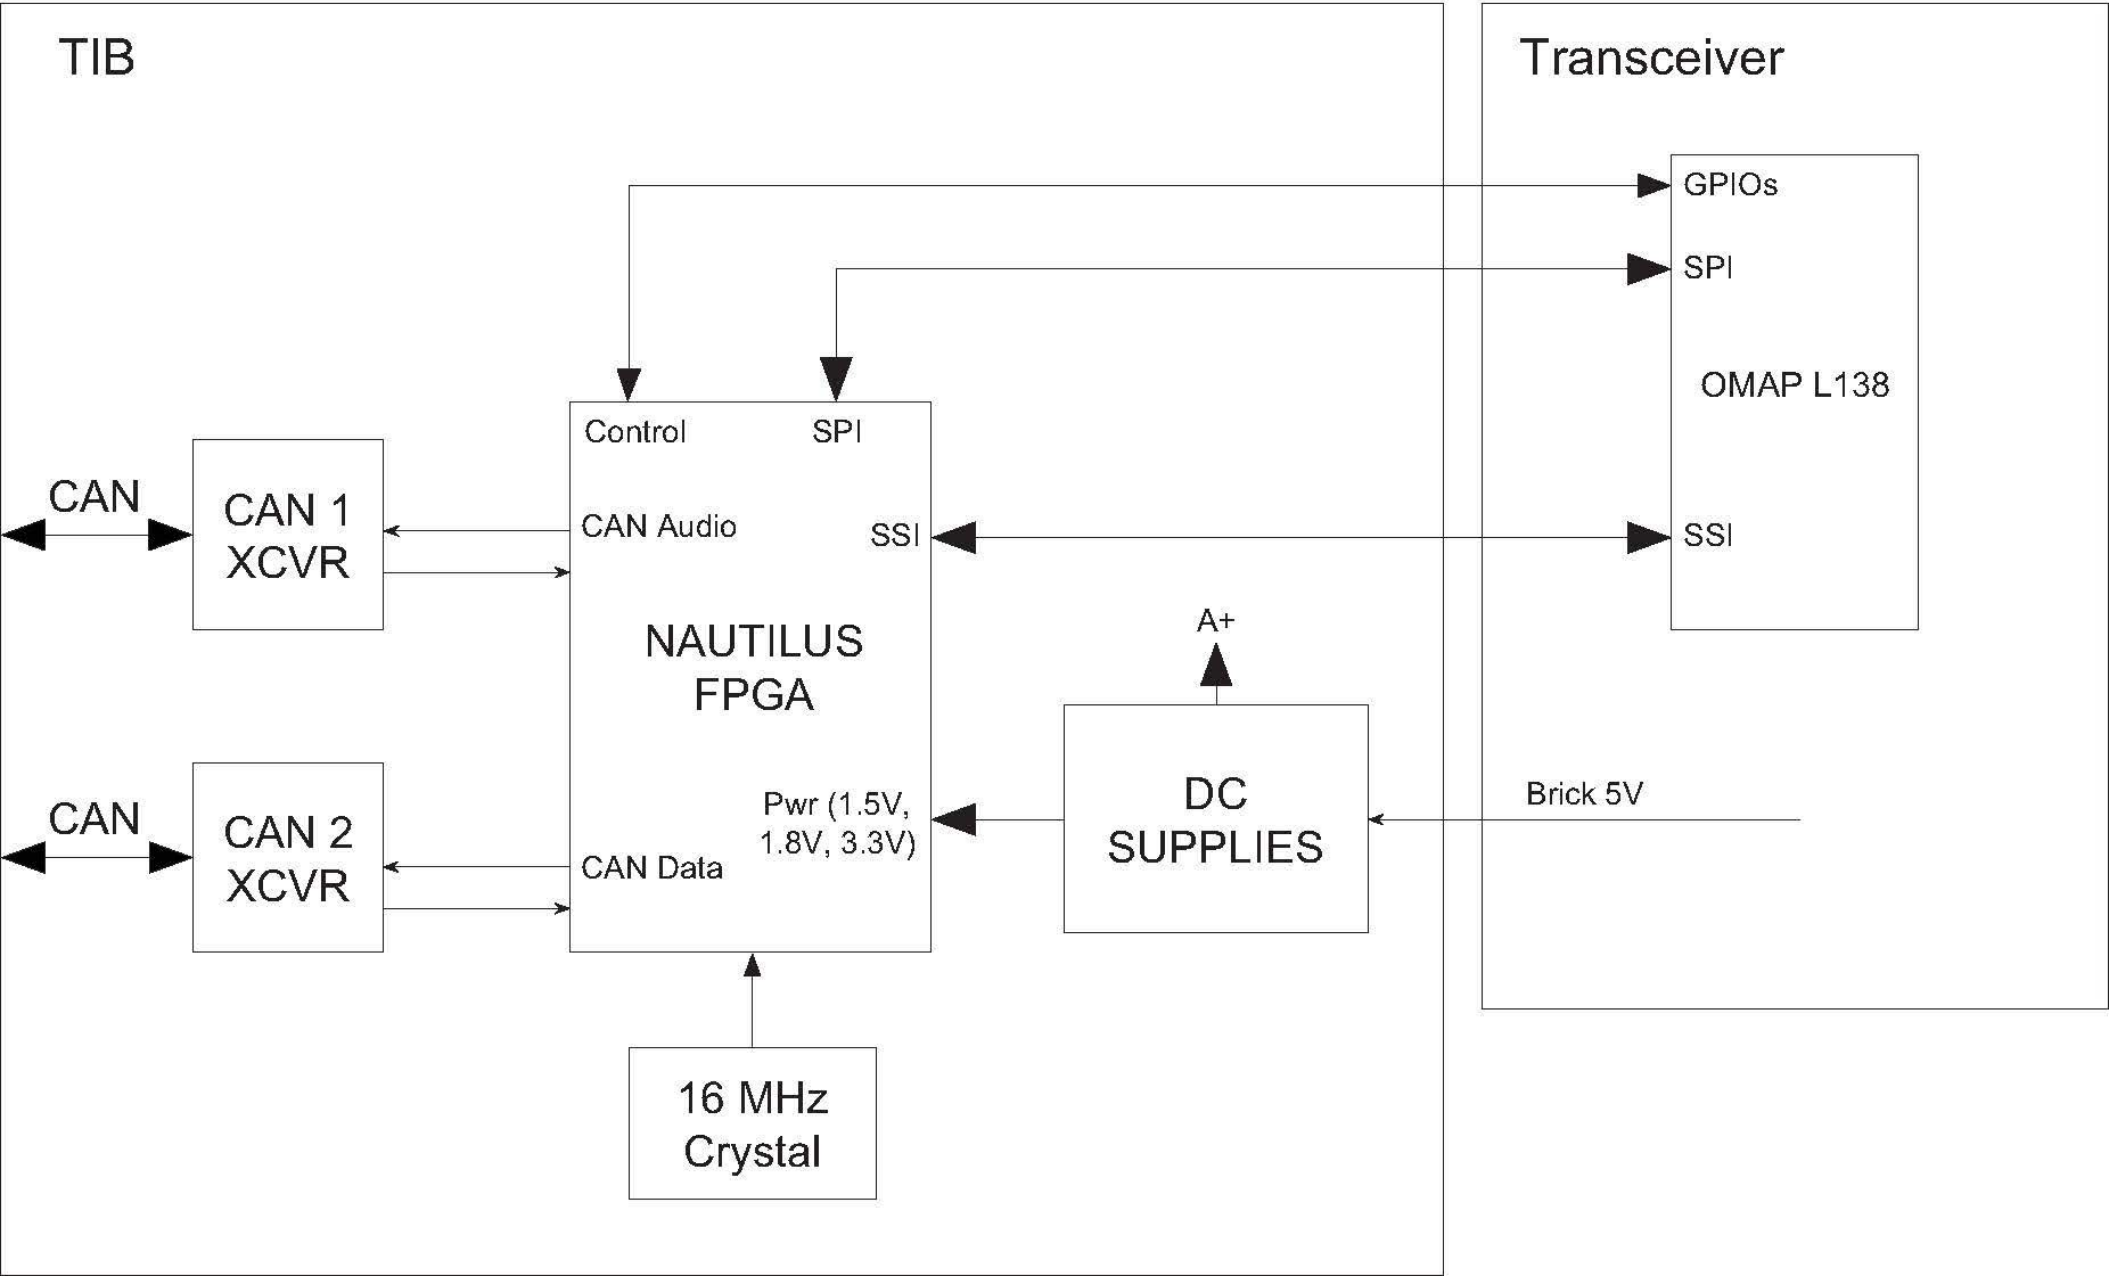 TIB
Transceiver
GPIOs
SPI
OMAP L138
SSI
Control
SPI
CAN Audio
SSI
NAUTILUS
FPGA
Pwr (1.5V,
1.8V, 3.3V)
CAN Data
CAN
CAN 1
XCVR
CAN
CAN 2
XCVR
A+
DC
SUPPLIES
Brick 5V
16 MHz
Crystal